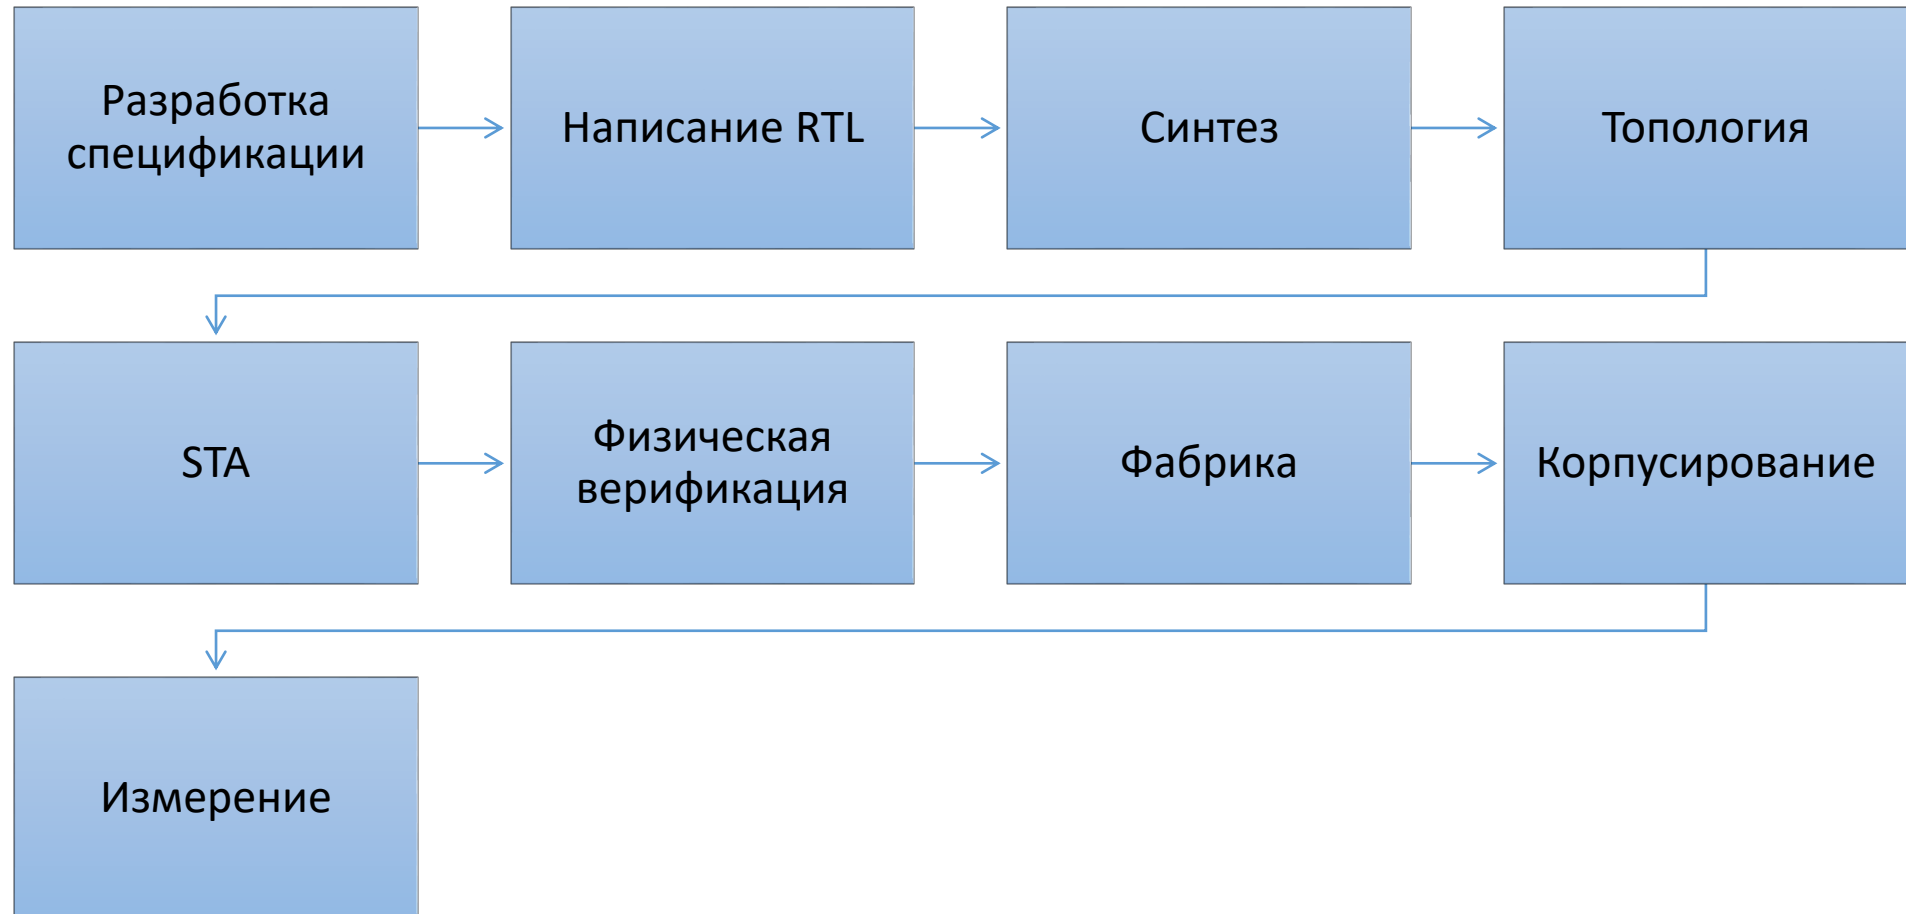 Разработка
спецификации
Написание RTL
Синтез
Топология
STA
Физическая
верификация
Фабрика
Корпусирование
Измерение